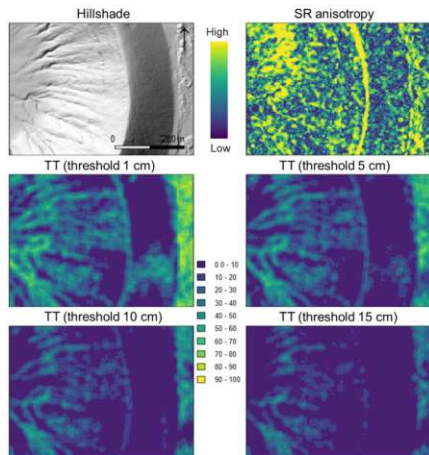 Hillshade
SR anisotropy
High
Low
0
200 m
TT (threshold 1 cm)
TT (threshold 5 cm)
0.0 - 10
10 - 20
20 - 30
30 - 40
40 - 50
50 - 60
60 - 70
70 - 80
80 - 90
90 - 100
TT (threshold 10 cm)
TT (threshold 15 cm)